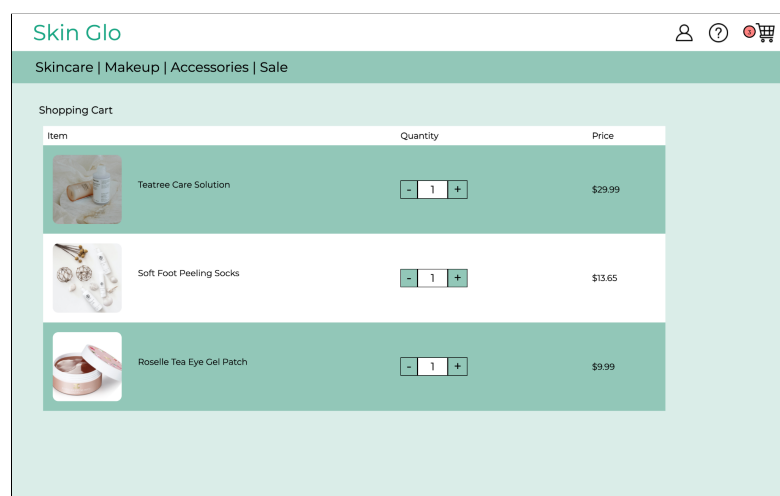 Skin Glo
? 3
Skincare | Makeup | Accessories | Sale
Shopping Cart
Item Quantity Price
Teatree Care Solution - 1 + $29.99
Soft Foot Peeling Socks - 1 + $13.65
Roselle Tea Eye Gel Patch - 1 + $9.99